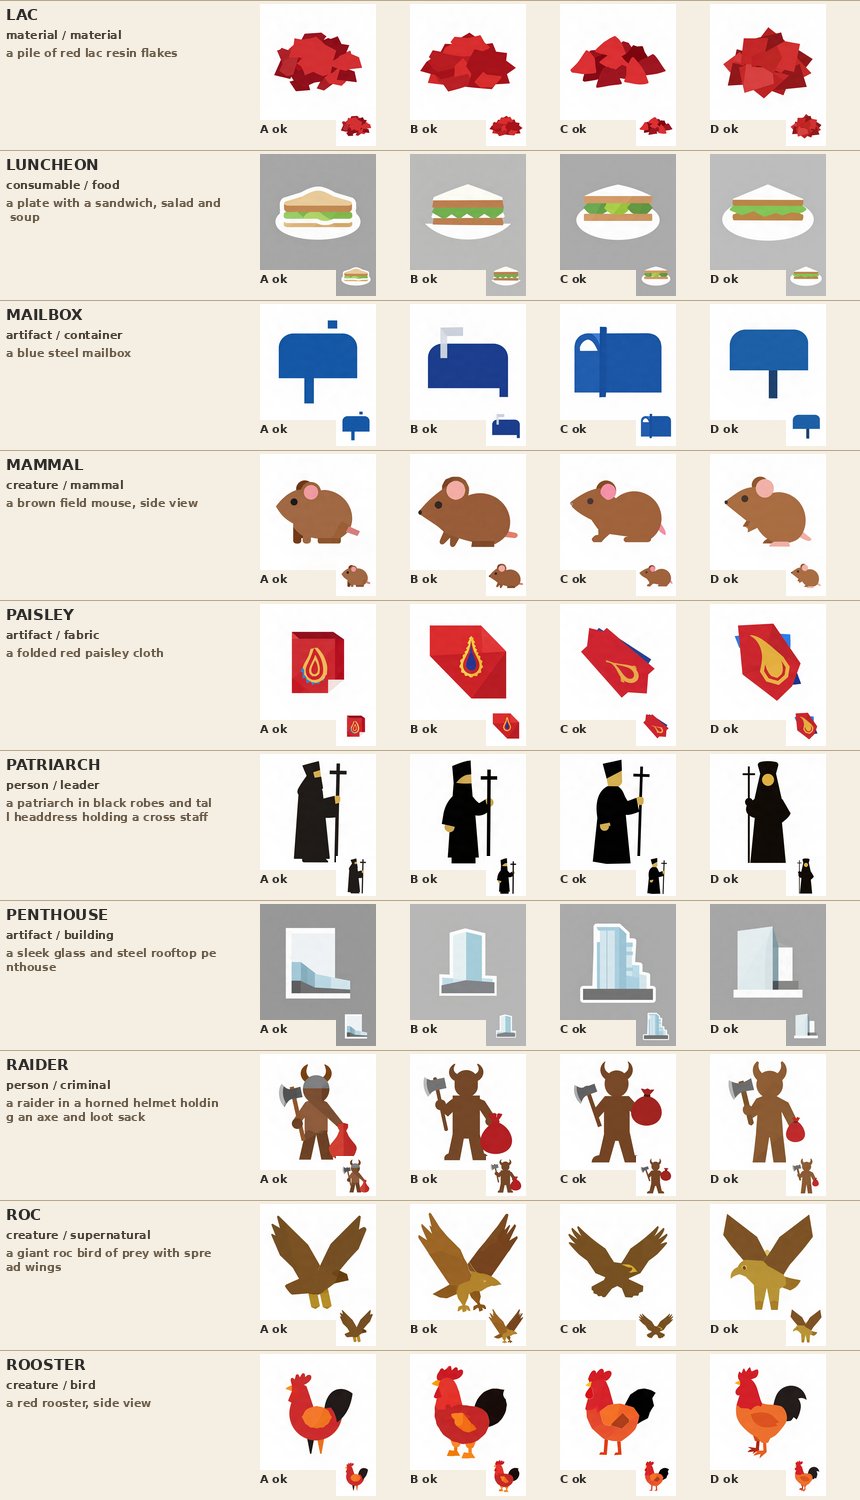 LAC
material / material
a pile of red lac resin flakes
A ok
B ok
C ok
D ok
LUNCHEON
consumable / food
a plate with a sandwich, salad and
soup
A ok
B ok
C ok
D ok
MAILBOX
artifact / container
a blue steel mailbox
A ok
B ok
C ok
D ok
MAMMAL
creature / mammal
a brown field mouse, side view
A ok
B ok
C ok
D ok
PAISLEY
artifact / fabric
a folded red paisley cloth
A ok
B ok
C ok
D ok
PATRIARCH
person / leader
a patriarch in black robes and tal
l headdress holding a cross staff
A ok
B ok
C ok
D ok
PENTHOUSE
artifact / building
a sleek glass and steel rooftop pe
nthouse
A ok
B ok
C ok
D ok
RAIDER
person / criminal
a raider in a horned helmet holdin
g an axe and loot sack
A ok
B ok
C ok
D ok
ROC
creature / supernatural
a giant roc bird of prey with spre
ad wings
A ok
B ok
C ok
D ok
ROOSTER
creature / bird
a red rooster, side view
A ok
B ok
C ok
D ok